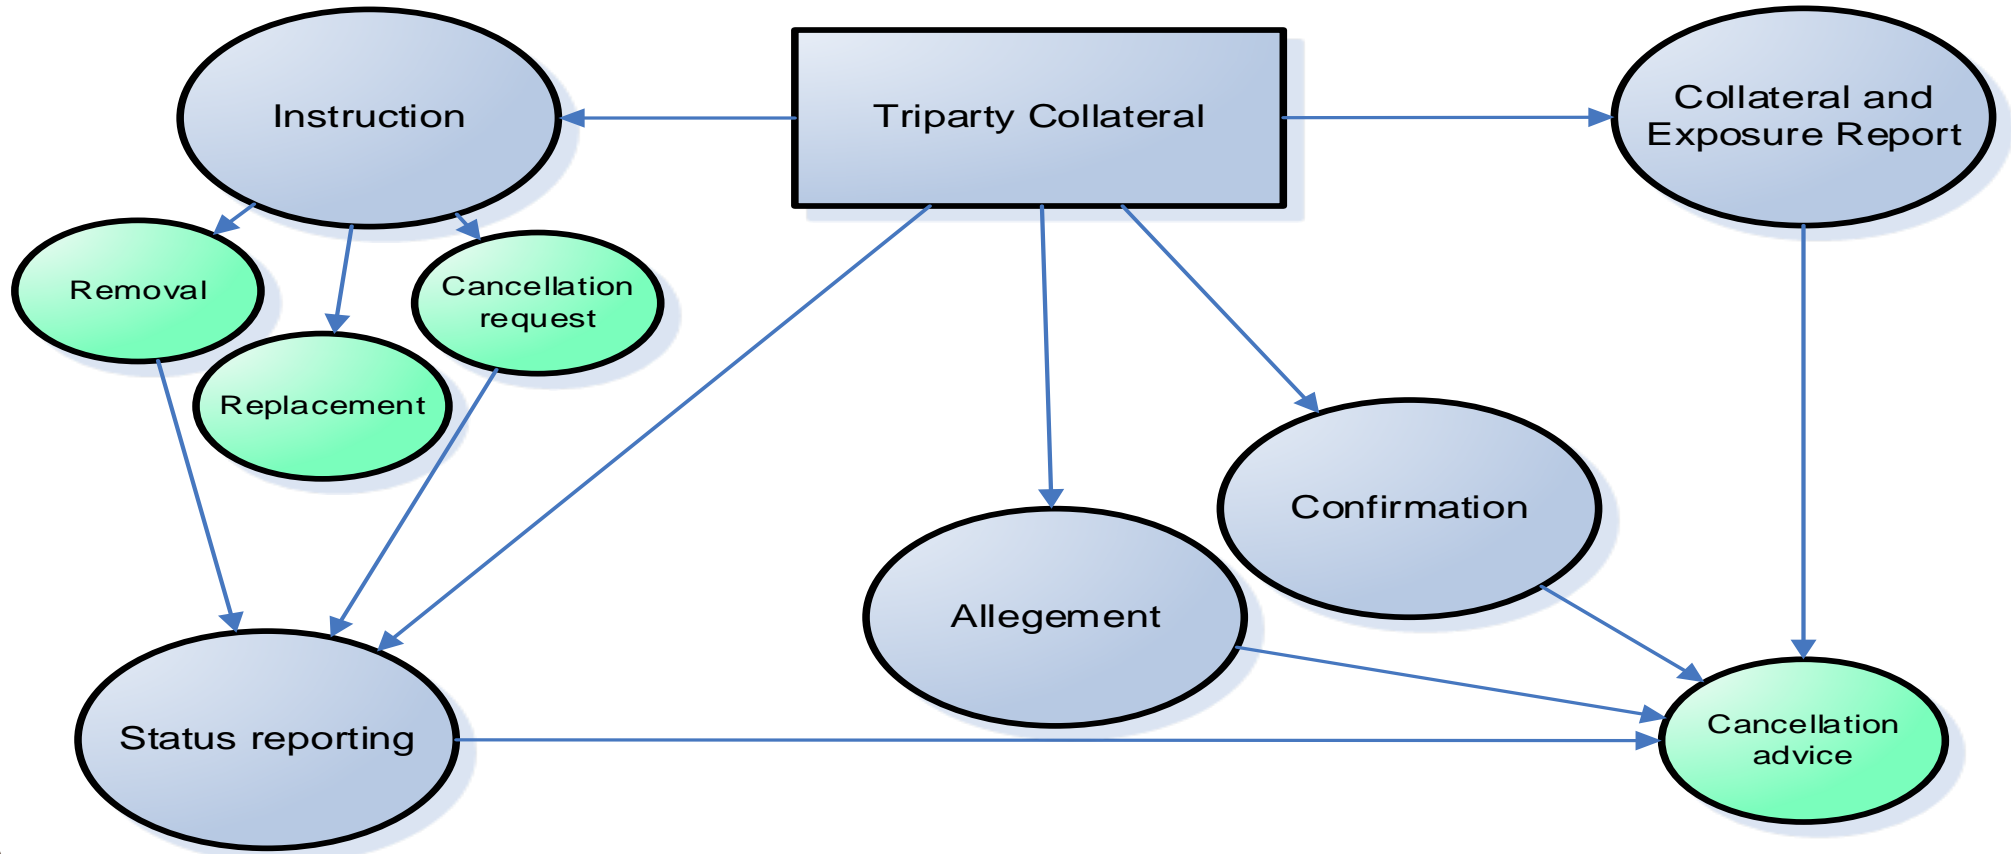 Instruction
Triparty Collateral
Collateral and
Exposure Report
Removal
Cancellation
request
Replacement
Confirmation
Allegement
Status reporting
Cancellation
advice